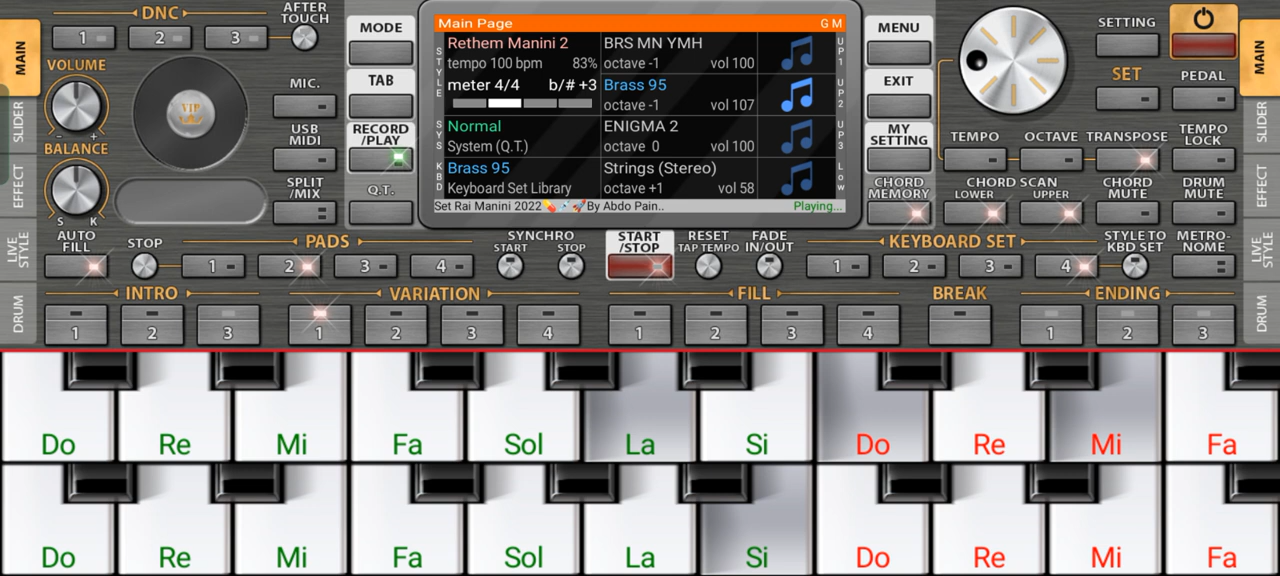 DNC
AFTER TOUCH
1 2 3
MAIN
SLIDER
EFFECT
LIVE STYLE
DRUM
VOLUME
- +
BALANCE
S K
VIP
MIC.
USB MIDI
SPLIT /MIX
MODE
TAB
RECORD /PLAY
Q.T.
Main Page G M
STYLE
Rethem Manini 2
tempo 100 bpm 83%
meter 4/4 b/# +3
SYS
Normal
System (Q.T.)
KBD
Brass 95
Keyboard Set Library
BRS MN YMH
octave -1 vol 100
UP1
Brass 95
octave -1 vol 107
UP2
ENIGMA 2
octave 0 vol 100
UP3
Strings (Stereo)
octave +1 vol 58
Low
Set Rai Manini 2022💊💉🚀By Abdo Pain.. Playing...
MENU
EXIT
MY SETTING
CHORD MEMORY
SETTING
SET
PEDAL
TEMPO OCTAVE TRANSPOSE TEMPO LOCK
CHORD SCAN
LOWER UPPER
CHORD MUTE
DRUM MUTE
MAIN
SLIDER
EFFECT
LIVE STYLE
DRUM
AUTO FILL
STOP
PADS
1 2 3 4
SYNCHRO
START STOP
START /STOP
RESET
TAP TEMPO
FADE IN/OUT
KEYBOARD SET
1 2 3 4
STYLE TO KBD SET
METRO-NOME
INTRO
1 2 3
VARIATION
1 2 3 4
FILL
1 2 3 4
BREAK
ENDING
1 2 3
Do Re Mi Fa Sol La Si Do Re Mi Fa
Do Re Mi Fa Sol La Si Do Re Mi Fa